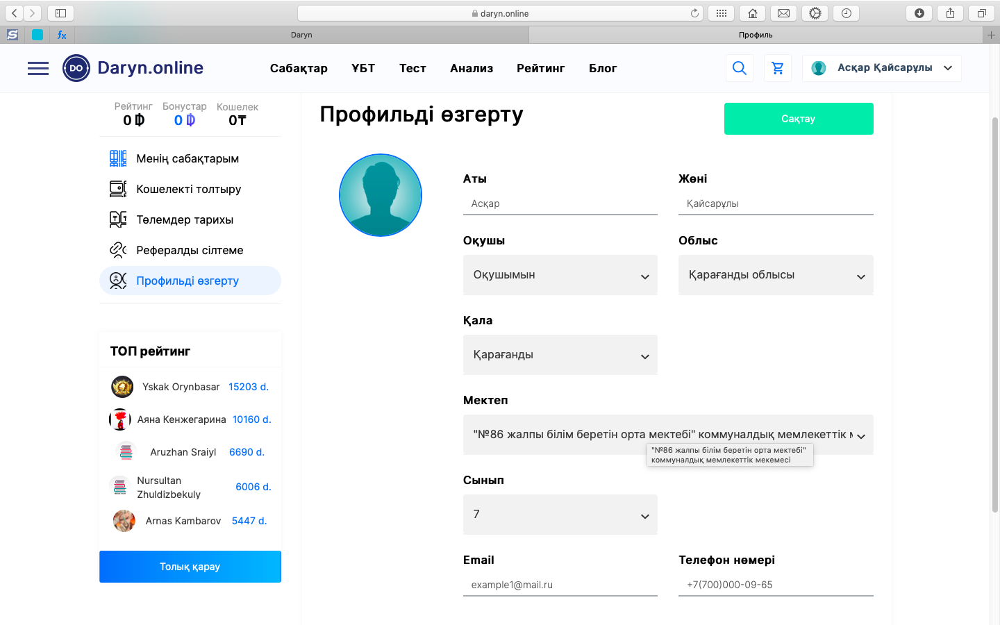 daryn.online
S
fx
Daryn
Профиль
DO
Daryn.online
Сабақтар
ҰБТ
Тест
Анализ
Рейтинг
Блог
Асқар Қайсарұлы
Рейтинг
Бонустар
Кошелек
0
0
0₸
Менің сабақтарым
Кошелекті толтыру
Төлемдер тарихы
Рефералды сілтеме
Профильді өзгерту
ТОП рейтинг
Yskak Orynbasar
15203 d.
Аяна Кенжегарина
10160 d.
Aruzhan Sraiyl
6690 d.
Nursultan
Zhuldizbekuly
6006 d.
Arnas Kambarov
5447 d.
Толық қарау
Профильді өзгерту
Сақтау
Аты
Жөні
Асқар
Қайсарұлы
Оқушы
Облыс
Оқушымын
Қарағанды облысы
Қала
Қарағанды
Мектеп
"№86 жалпы білім беретін орта мектебі" коммуналдық мемлекеттік
"№86 жалпы білім беретін орта мектебі"
коммуналдық мемлекеттік мекемесі
Сынып
7
Email
Телефон нөмері
example1@mail.ru
+7(700)000-09-65